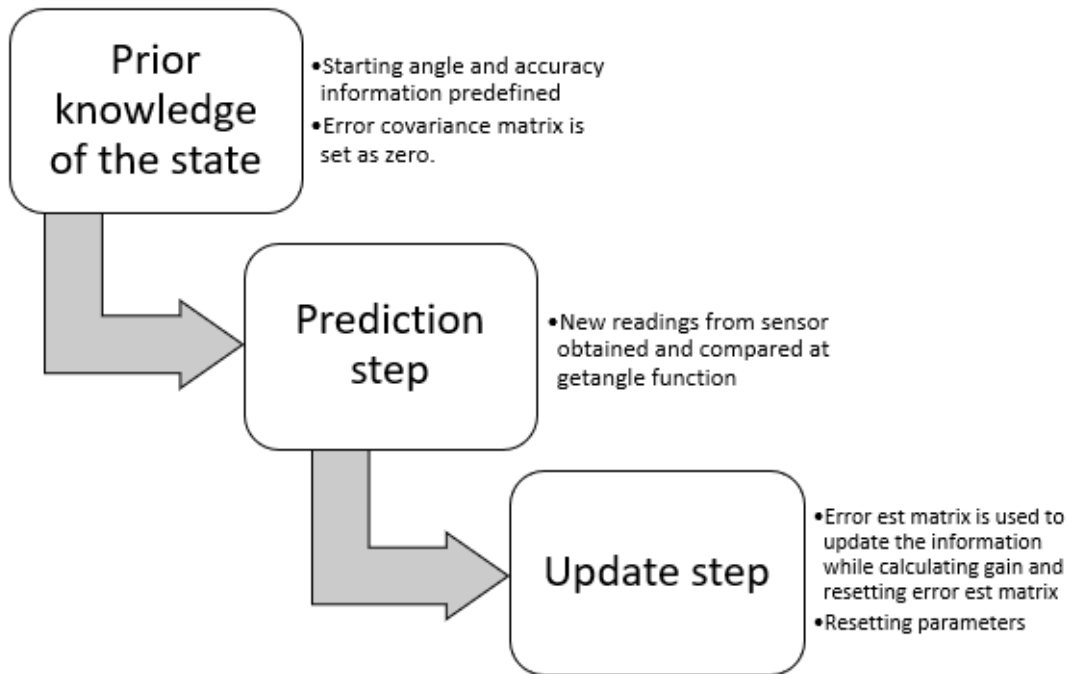 Prior
knowledge
of the state
•Starting angle and accuracy
information predefined
•Error covariance matrix is
set as zero.
Prediction
step
•New readings from sensor
obtained and compared at
getangle function
Update step
•Error est matrix is used to
update the information
while calculating gain and
resetting error est matrix
•Resetting parameters